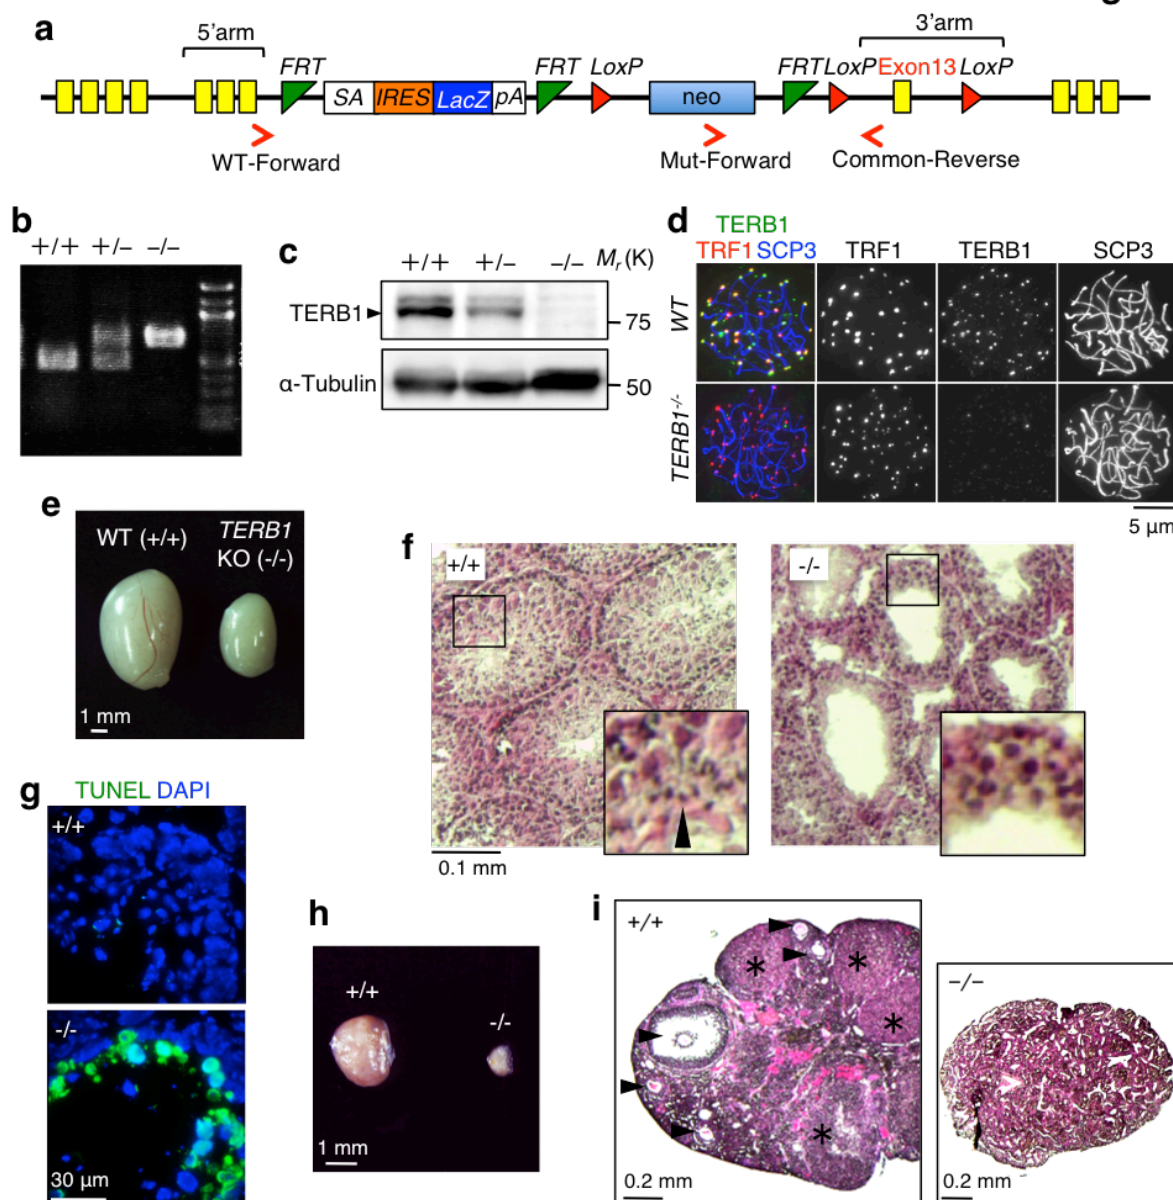 a
5'arm
3'arm
FRT
FRT LoxP
FRT LoxP Exon13 LoxP
SA IRES LacZ pA
neo
WT-Forward
Mut-Forward
Common-Reverse
b
+/+ +/− −/−
c
+/+ +/− −/− Mr (K)
TERB1
75
α-Tubulin
50
d
TERB1
TRF1 SCP3
TRF1
TERB1
SCP3
WT
TERB1-/-
5 µm
e
WT (+/+)
TERB1
KO (-/-)
1 mm
f
+/+
-/-
0.1 mm
g
TUNEL DAPI
+/+
-/-
30 µm
h
+/+
-/-
1 mm
i
+/+
* * * *
0.2 mm
−/−
0.2 mm